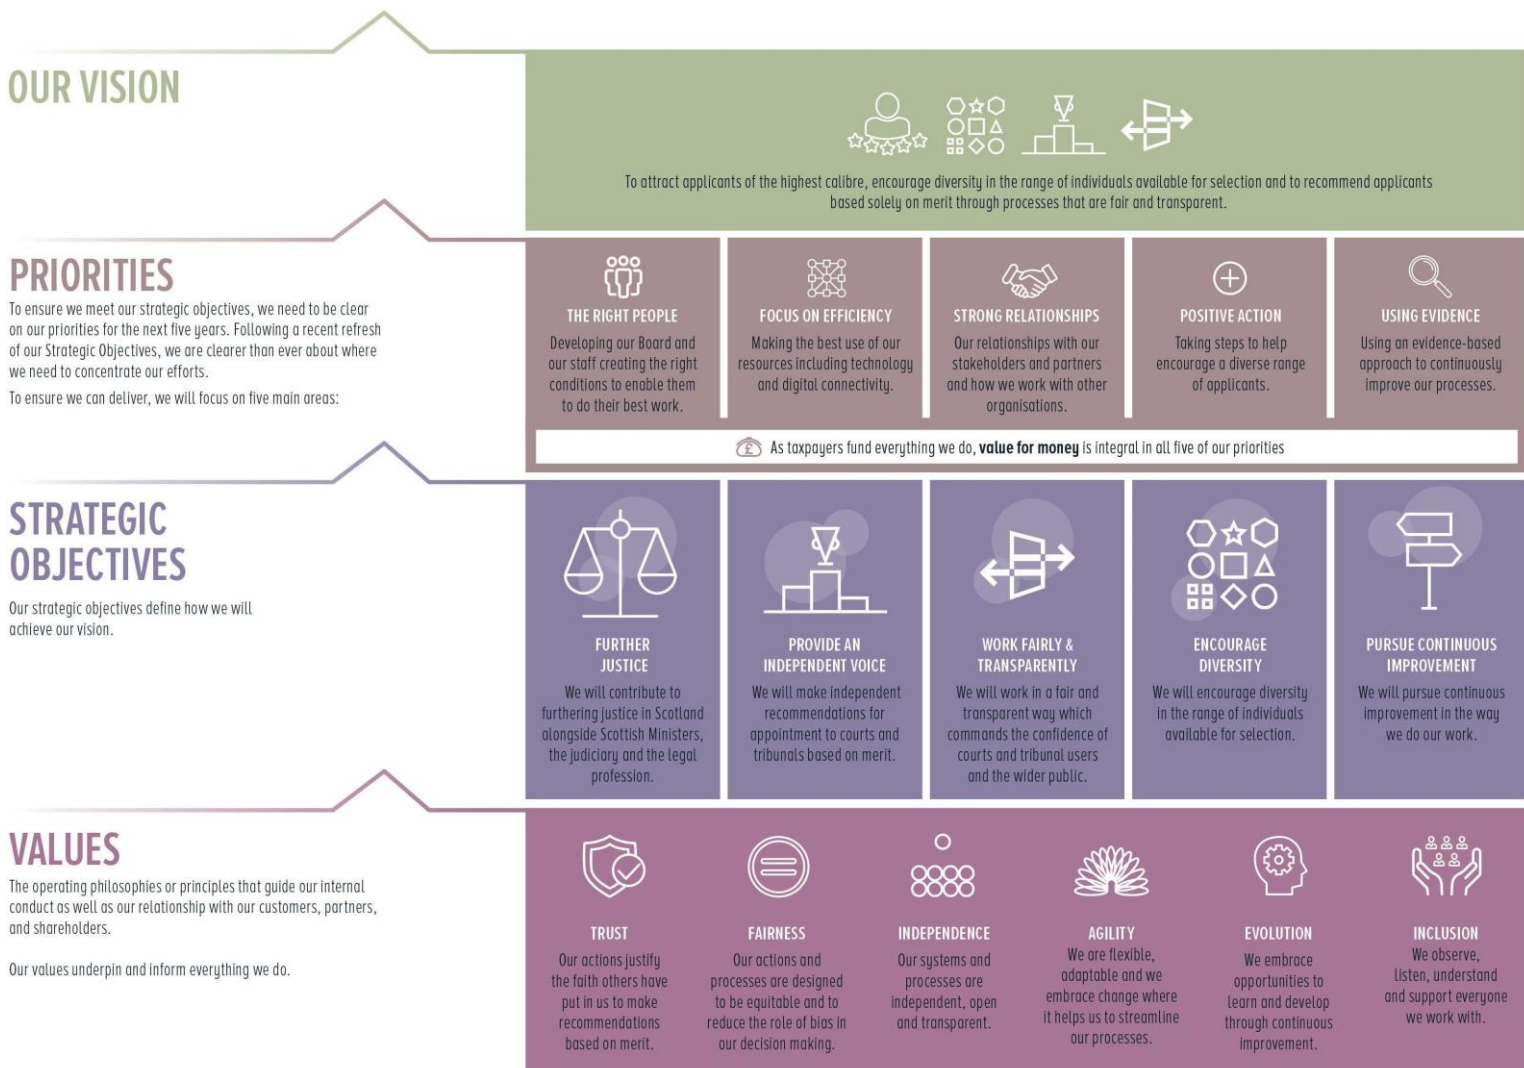 OUR VISION
To attract applicants of the highest calibre, encourage diversity in the range of individuals available for selection and to recommend applicants
based solely on merit through processes that are fair and transparent.
PRIORITIES
To ensure we meet our strategic objectives, we need to be clear
on our priorities for the next five years. Following a recent refresh
of our Strategic Objectives, we are clearer than ever about where
we need to concentrate our efforts.
To ensure we can deliver, we will focus on five main areas:
THE RIGHT PEOPLE
Developing our Board and
our staff creating the right
conditions to enable them
to do their best work.
FOCUS ON EFFICIENCY
Making the best use of our
resources including technology
and digital connectivity.
STRONG RELATIONSHIPS
Our relationships with our
stakeholders and partners
and how we work with other
organisations.
POSITIVE ACTION
Taking steps to help
encourage a diverse range
of applicants.
USING EVIDENCE
Using an evidence-based
approach to continuously
improve our processes.
£ As taxpayers fund everything we do, value for money is integral in all five of our priorities
STRATEGIC
OBJECTIVES
Our strategic objectives define how we will
achieve our vision.
FURTHER
JUSTICE
We will contribute to
furthering justice in Scotland
alongside Scottish Ministers,
the judiciary and the legal
profession.
PROVIDE AN
INDEPENDENT VOICE
We will make independent
recommendations for
appointment to courts and
tribunals based on merit.
WORK FAIRLY &
TRANSPARENTLY
We will work in a fair and
transparent way which
commands the confidence of
courts and tribunal users
and the wider public.
ENCOURAGE
DIVERSITY
We will encourage diversity
in the range of individuals
available for selection.
PURSUE CONTINUOUS
IMPROVEMENT
We will pursue continuous
improvement in the way
we do our work.
VALUES
The operating philosophies or principles that guide our internal
conduct as well as our relationship with our customers, partners,
and shareholders.
Our values underpin and inform everything we do.
TRUST
Our actions justify
the faith others have
put in us to make
recommendations
based on merit.
FAIRNESS
Our actions and
processes are designed
to be equitable and to
reduce the role of bias in
our decision making.
INDEPENDENCE
Our systems and
processes are
independent, open
and transparent.
AGILITY
We are flexible,
adaptable and we
embrace change where
it helps us to streamline
our processes.
EVOLUTION
We embrace
opportunities to
learn and develop
through continuous
improvement.
INCLUSION
We observe,
listen, understand
and support everyone
we work with.